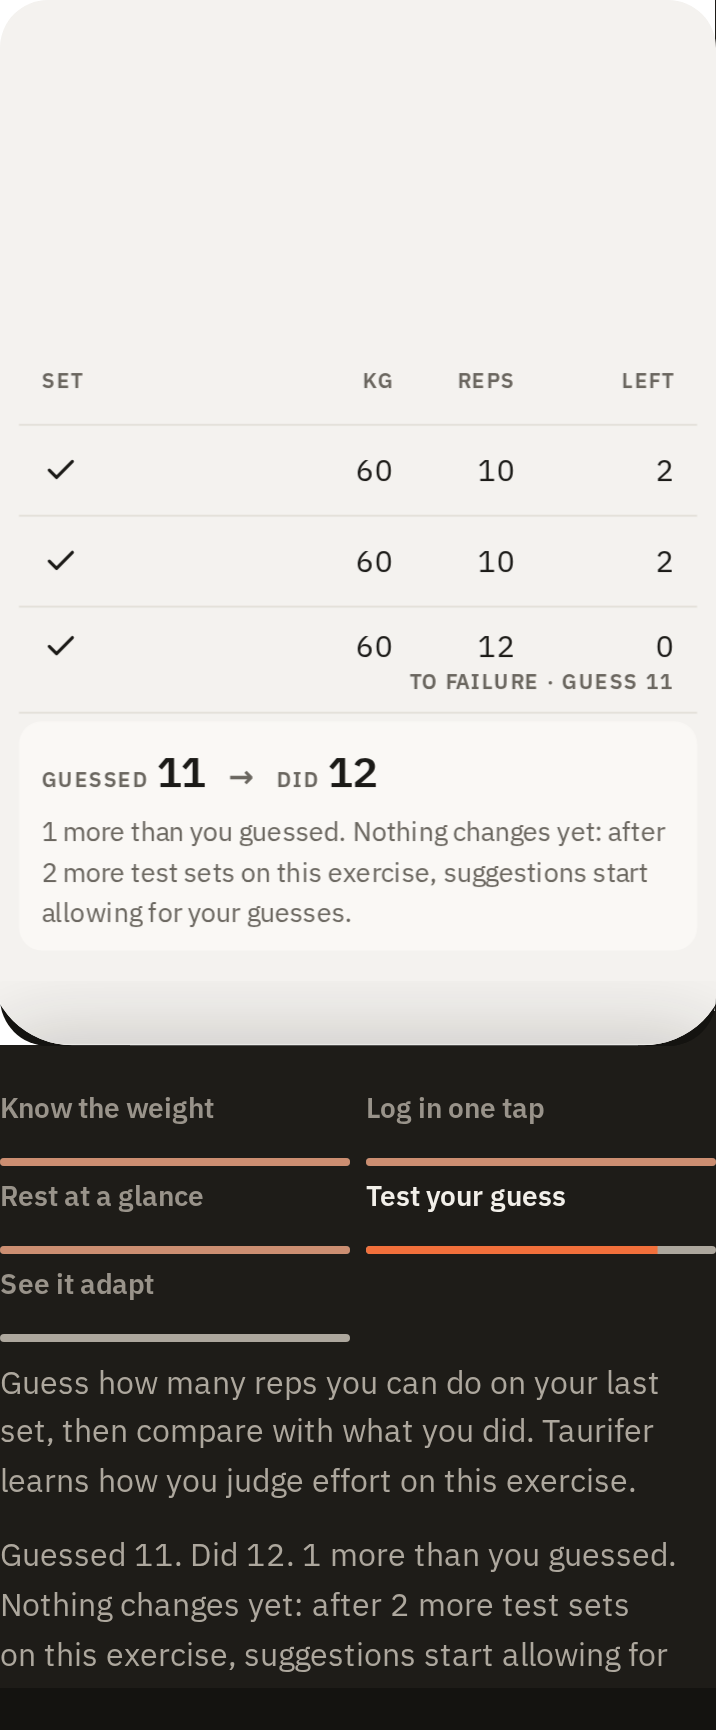 SET KG REPS LEFT
60 10 2
60 10 2
60 12 0
TO FAILURE · GUESS 11
GUESSED 11 → DID 12
1 more than you guessed. Nothing changes yet: after
2 more test sets on this exercise, suggestions start
allowing for your guesses.
Know the weight
Log in one tap
Rest at a glance
Test your guess
See it adapt
Guess how many reps you can do on your last
set, then compare with what you did. Taurifer
learns how you judge effort on this exercise.
Guessed 11. Did 12. 1 more than you guessed.
Nothing changes yet: after 2 more test sets
on this exercise, suggestions start allowing for